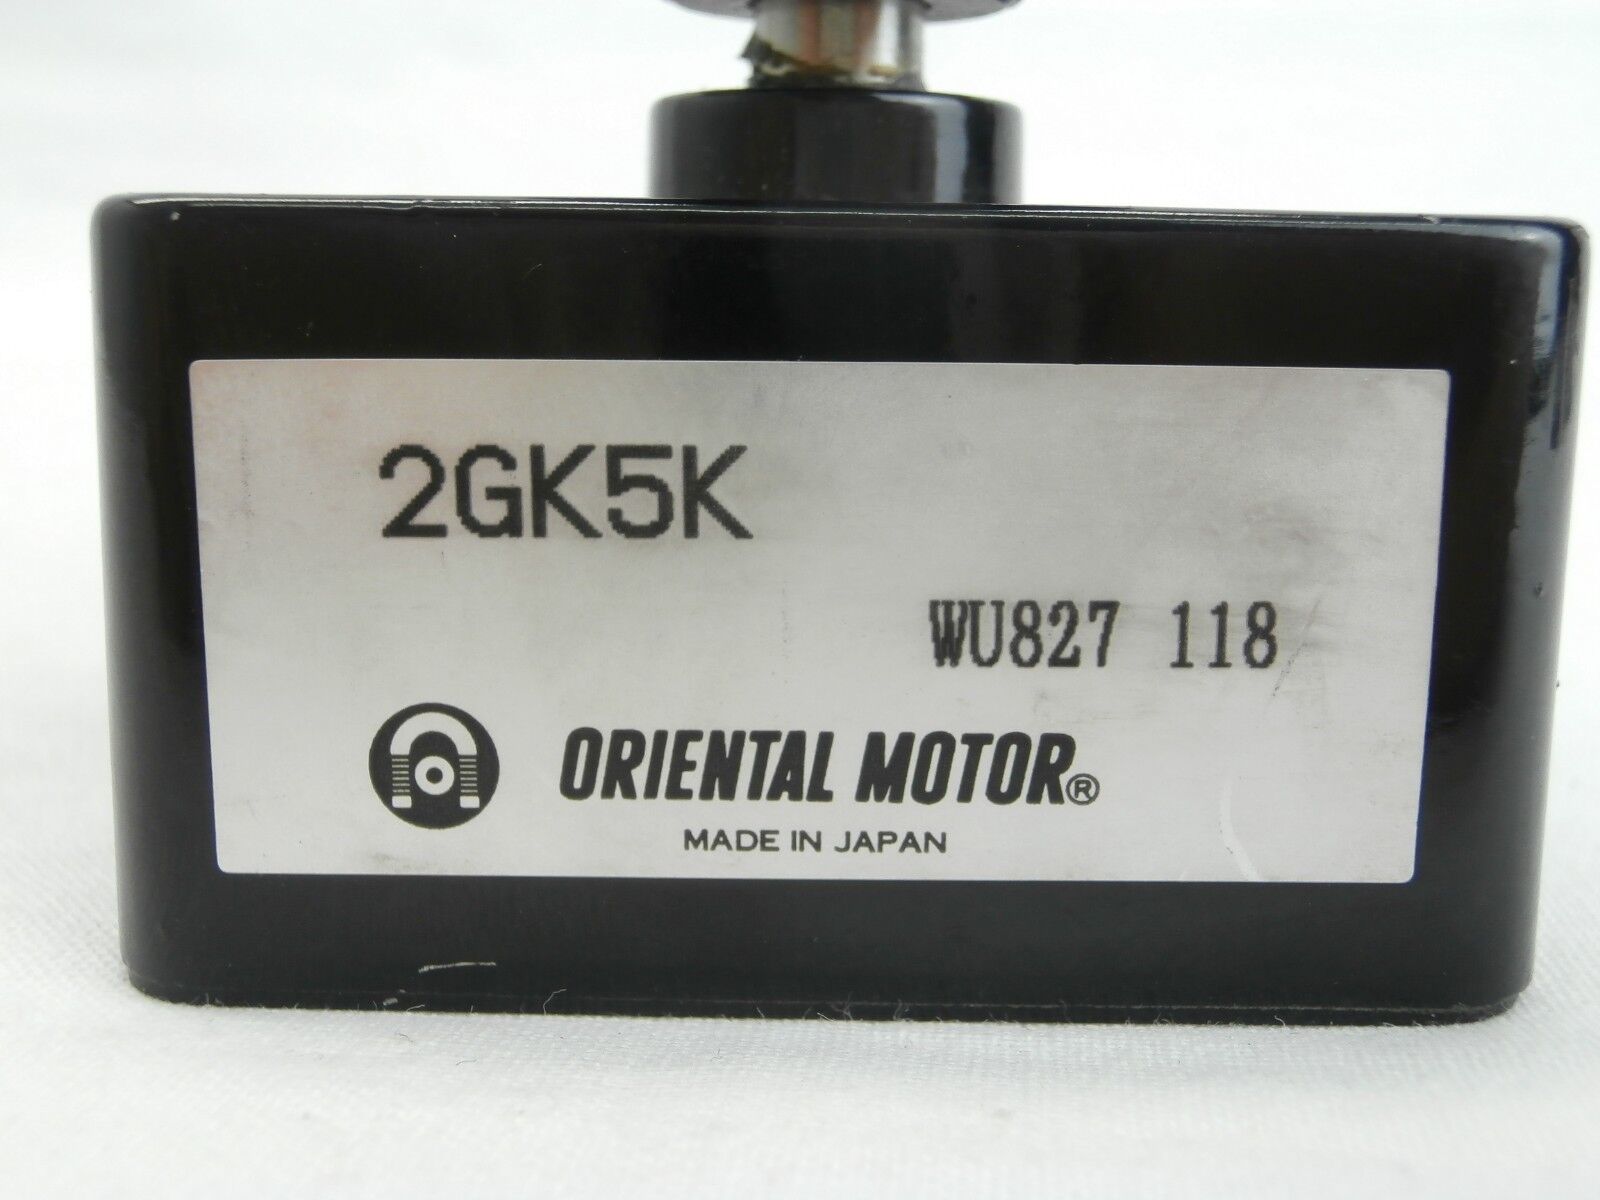 2GK5K
WU827 118
ORIENTAL MOTOR®
MADE IN JAPAN